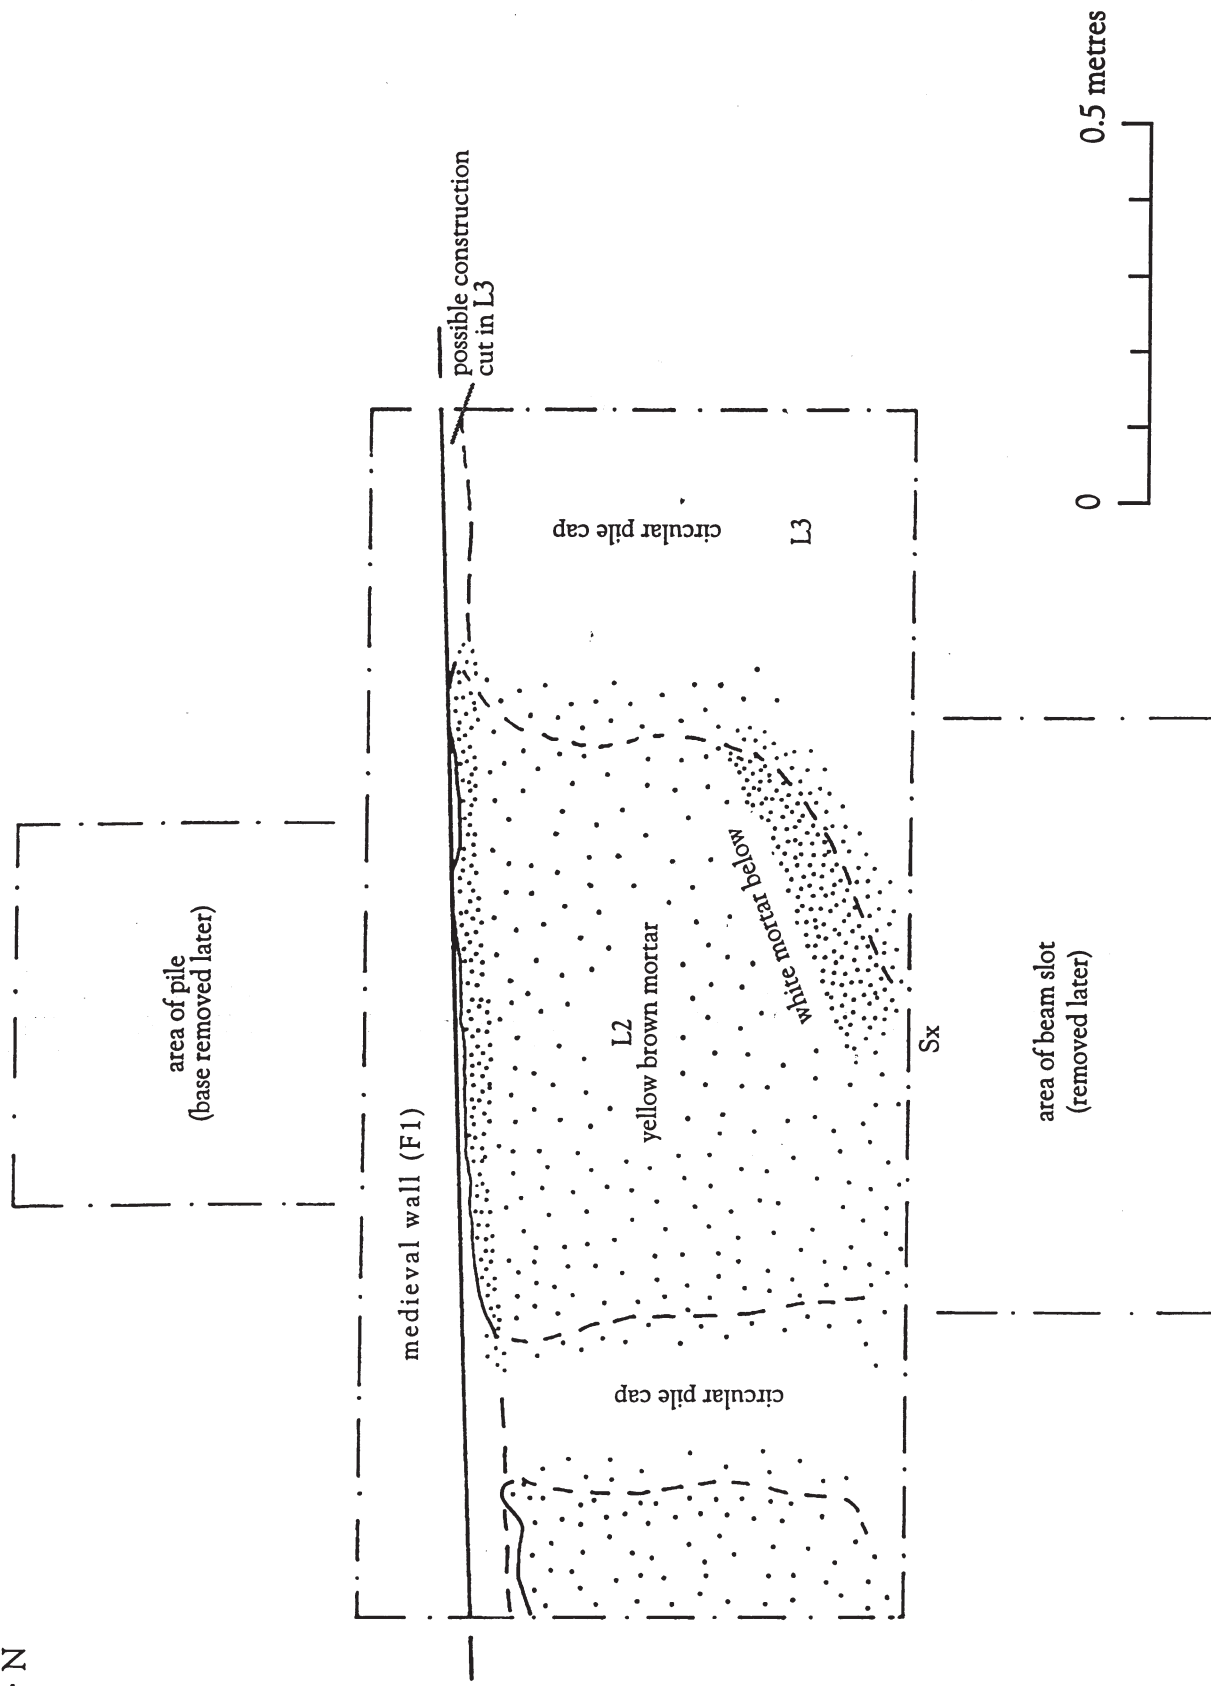 N
area of pile
(base removed later)
medieval wall (F1)
possible construction
cut in L3
circular pile cap
L3
L2
yellow brown mortar
white mortar below
circular pile cap
Sx
area of beam slot
(removed later)
0
0.5 metres